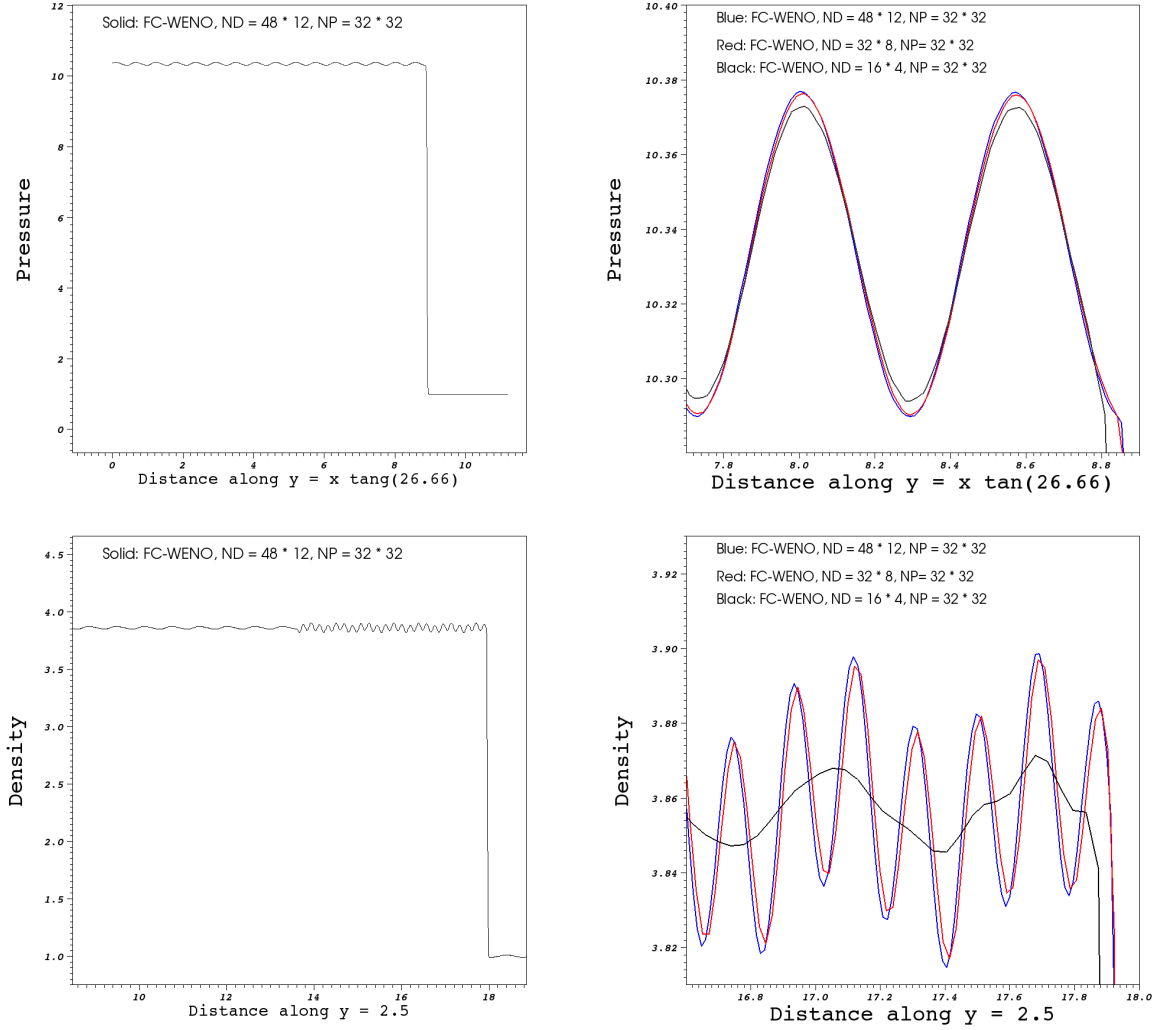 Solid: FC-WENO, ND = 48 * 12, NP = 32 * 32
12
10
8
6
4
2
0
Pressure
0 2 4 6 8 10
Distance along y = x tang(26.66)
Blue: FC-WENO, ND = 48 * 12, NP = 32 * 32
Red: FC-WENO, ND = 32 * 8, NP= 32 * 32
Black: FC-WENO, ND = 16 * 4, NP = 32 * 32
10.40
10.38
10.36
10.34
10.32
10.30
Pressure
7.8 8.0 8.2 8.4 8.6 8.8
Distance along y = x tan(26.66)
Solid: FC-WENO, ND = 48 * 12, NP = 32 * 32
4.5
4.0
3.5
3.0
2.5
2.0
1.5
1.0
Density
10 12 14 16 18
Distance along y = 2.5
Blue: FC-WENO, ND = 48 * 12, NP = 32 * 32
Red: FC-WENO, ND = 32 * 8, NP= 32 * 32
Black: FC-WENO, ND = 16 * 4, NP = 32 * 32
3.92
3.90
3.88
3.86
3.84
3.82
Density
16.8 17.0 17.2 17.4 17.6 17.8 18.0
Distance along y = 2.5